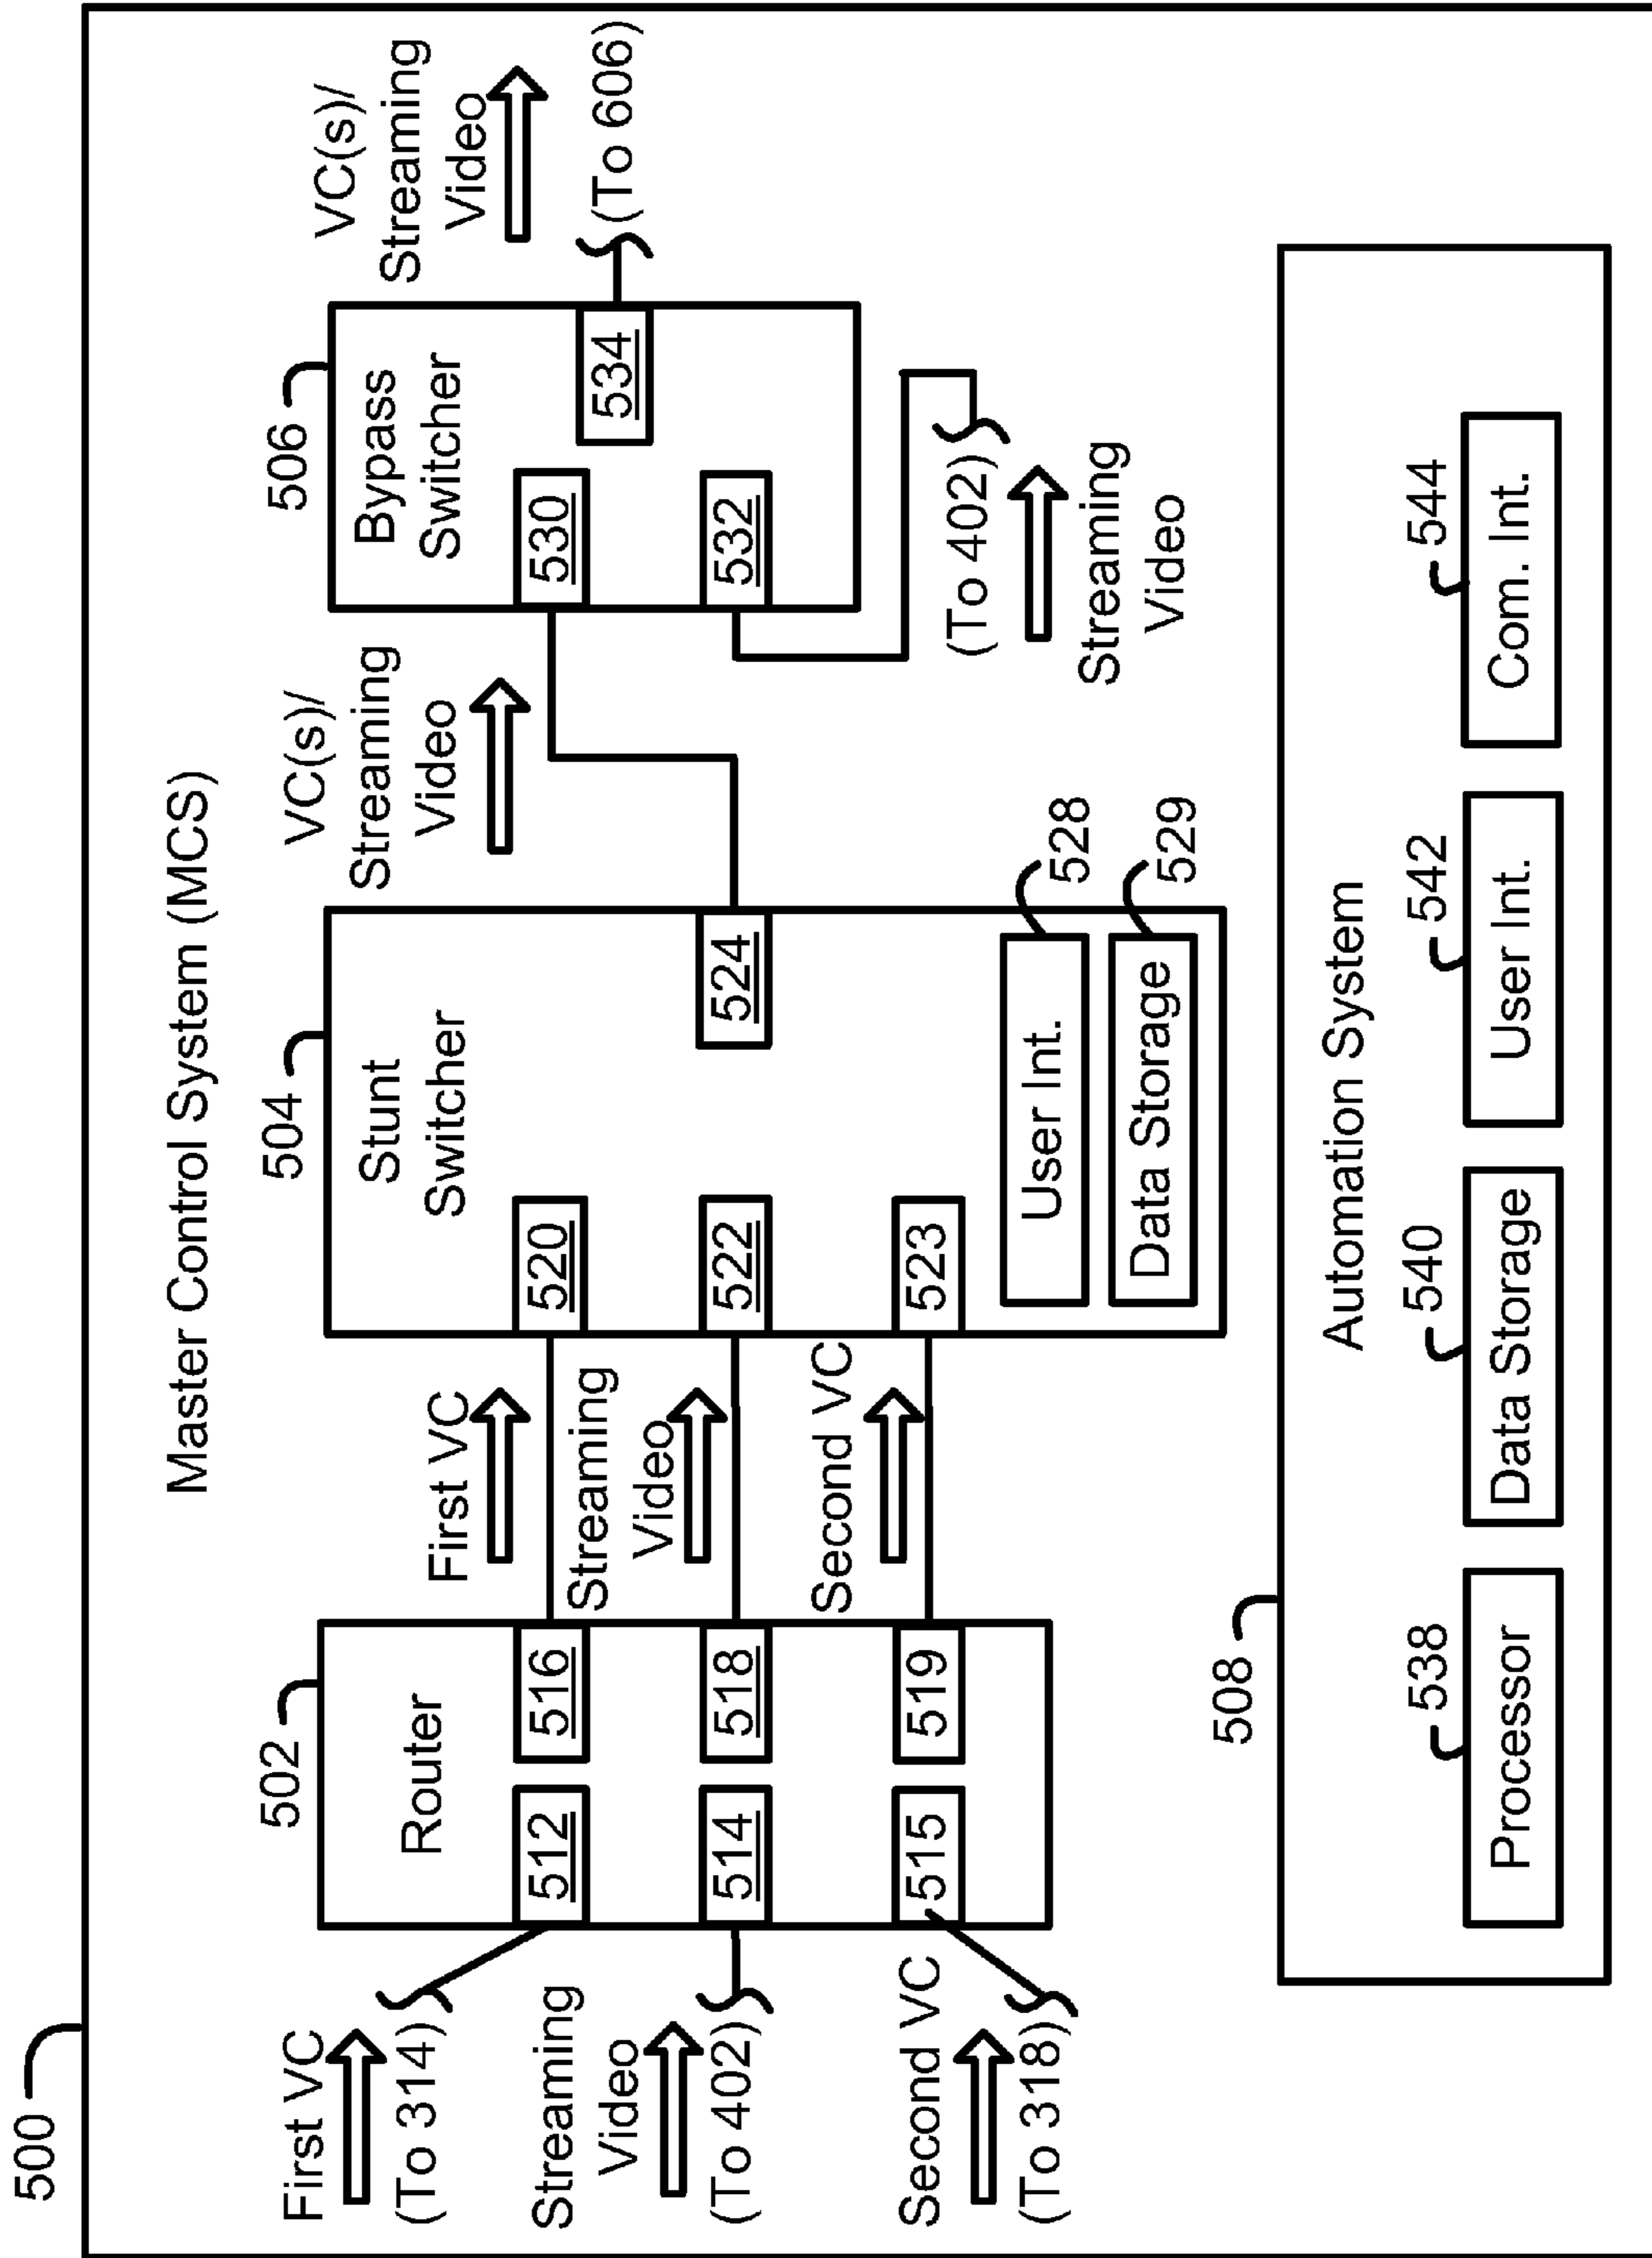 500
Master Control System (MCS)
502
Router
512
516
514
518
515
519
First VC
(To 314)
Streaming
Video
(To 402)
Second VC
(To 318)
First VC
Streaming
Video
Second VC
504
Stunt
Switcher
520
522
523
524
User Int.
528
Data Storage
529
VC(s)/
Streaming
Video
506
Bypass
Switcher
530
532
534
VC(s)/
Streaming
Video
(To 606)
(To 402)
Streaming
Video
508
Automation System
538
Processor
540
Data Storage
542
User Int.
544
Com. Int.